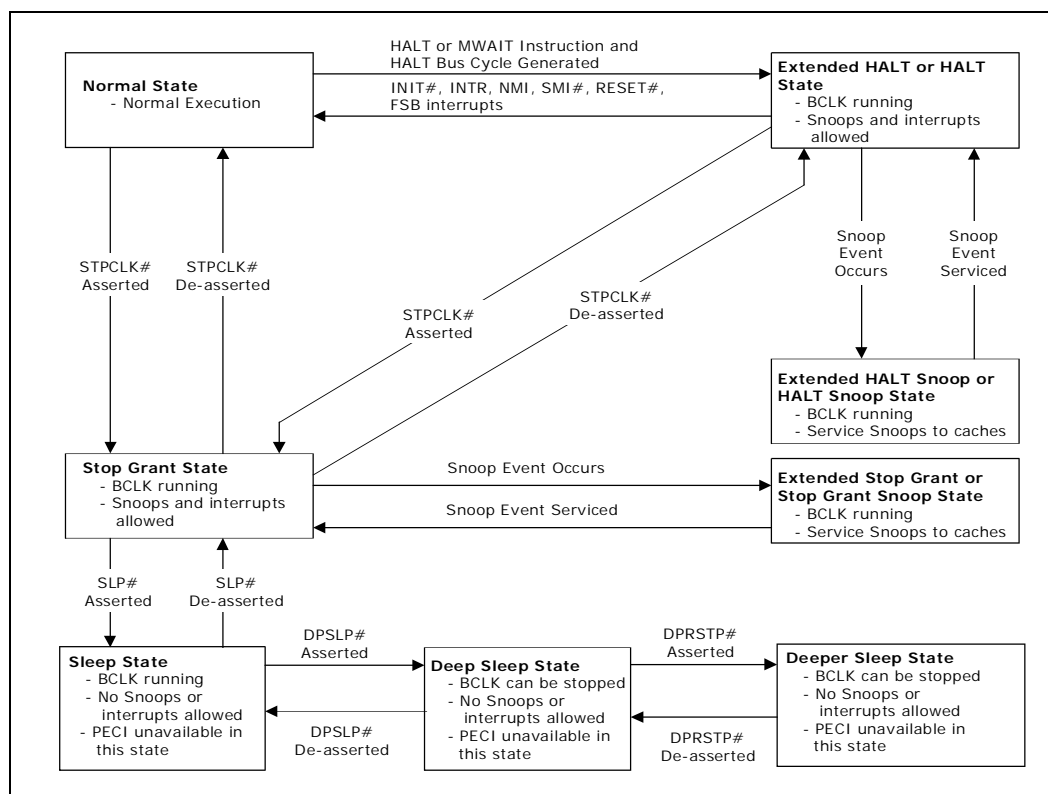 HALT or MWAIT Instruction and
HALT Bus Cycle Generated
Normal State
- Normal Execution
INIT#, INTR, NMI, SMI#, RESET#,
FSB interrupts
Extended HALT or HALT
State
- BCLK running
- Snoops and interrupts
allowed
STPCLK#
Asserted
STPCLK#
De-asserted
STPCLK#
Asserted
STPCLK#
De-asserted
Snoop
Event
Occurs
Snoop
Event
Serviced
Extended HALT Snoop or
HALT Snoop State
- BCLK running
- Service Snoops to caches
Stop Grant State
- BCLK running
- Snoops and interrupts
allowed
Snoop Event Occurs
Snoop Event Serviced
Extended Stop Grant or
Stop Grant Snoop State
- BCLK running
- Service Snoops to caches
SLP#
Asserted
SLP#
De-asserted
Sleep State
- BCLK running
- No Snoops or
interrupts allowed
- PECI unavailable in
this state
DPSLP#
Asserted
DPSLP#
De-asserted
Deep Sleep State
- BCLK can be stopped
- No Snoops or
interrupts allowed
- PECI unavailable in
this state
DPRSTP#
Asserted
DPRSTP#
De-asserted
Deeper Sleep State
- BCLK can be stopped
- No Snoops or
interrupts allowed
- PECI unavailable in
this state